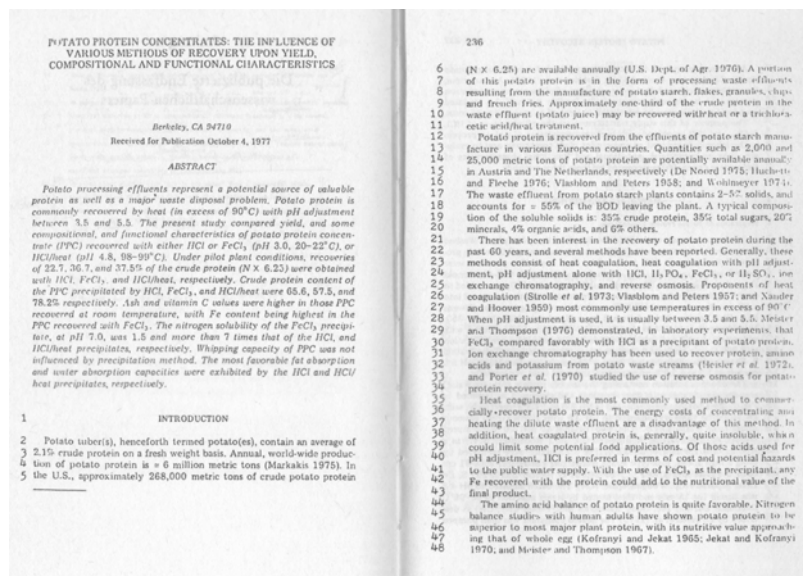 POTATO PROTEIN CONCENTRATES: THE INFLUENCE OF
VARIOUS METHODS OF RECOVERY UPON YIELD,
COMPOSITIONAL AND FUNCTIONAL CHARACTERISTICS
Berkeley, CA 94710
Received for Publication October 4, 1977
ABSTRACT
Potato processing effluents represent a potential source of valuable
protein as well as a major waste disposal problem. Potato protein is
commonly recovered by heat (in excess of 90°C) with pH adjustment
between 3.5 and 5.5. The present study compared yield, and some
compositional, and functional characteristics of potato protein concen-
trate (PPC) recovered with either HCl or FeCl₃ (pH 3.0, 20–22°C), or
HCl/heat (pH 4.8, 98–99°C). Under pilot plant conditions, recoveries
of 22.7, 36.7, and 37.5% of the crude protein (N × 6.25) were obtained
with HCl, FeCl₃, and HCl/heat, respectively. Crude protein content of
the PPC precipitated by HCl, FeCl₃, and HCl/heat were 65.6, 57.5, and
78.2% respectively. Ash and vitamin C values were higher in those PPC
recovered at room temperature, with Fe content being highest in the
PPC recovered with FeCl₃. The nitrogen solubility of the FeCl₃ precipi-
tate, at pH 7.0, was 1.5 and more than 7 times that of the HCl, and
HCl/heat precipitates, respectively. Whipping capacity of PPC was not
influenced by precipitation method. The most favorable fat absorption
and water absorption capacities were exhibited by the HCl and HCl/
heat precipitates, respectively.
1 INTRODUCTION
2 Potato tuber(s), henceforth termed potato(es), contain an average of
3 2.1% crude protein on a fresh weight basis. Annual, world-wide produc-
4 tion of potato protein is ≈ 6 million metric tons (Markakis 1975). In
5 the U.S., approximately 268,000 metric tons of crude potato protein
236
6 (N × 6.25) are available annually (U.S. Dept. of Agr. 1976). A portion
7 of this potato protein is in the form of processing waste effluents
8 resulting from the manufacture of potato starch, flakes, granules, chips
9 and french fries. Approximately one-third of the crude protein in the
10 waste effluent (potato juice) may be recovered with heat or a trichlora-
11 cetic acid/heat treatment.
12 Potato protein is recovered from the effluents of potato starch manu-
13 facture in various European countries. Quantities such as 2,000 and
14 25,000 metric tons of potato protein are potentially available annually
15 in Austria and The Netherlands, respectively (De Noord 1975; Huchett-
16 and Fleche 1976; Vlasblom and Peters 1958; and Wohlmeyer 1974).
17 The waste effluent from potato starch plants contains 2–5% solids, and
18 accounts for ≈ 55% of the BOD leaving the plant. A typical composi-
19 tion of the soluble solids is: 35% crude protein, 35% total sugars, 20%
20 minerals, 4% organic acids, and 6% others.
21 There has been interest in the recovery of potato protein during the
22 past 60 years, and several methods have been reported. Generally, these
23 methods consist of heat coagulation, heat coagulation with pH adjust-
24 ment, pH adjustment alone with HCl, H₃PO₄, FeCl₃, or H₂SO₄, ion
25 exchange chromatography, and reverse osmosis. Proponents of heat
26 coagulation (Strolle et al. 1973; Vlasblom and Peters 1957; and Xander
27 and Hoover 1959) most commonly use temperatures in excess of 90°C
28 When pH adjustment is used, it is usually between 3.5 and 5.5. Meister
29 and Thompson (1976) demonstrated, in laboratory experiments, that
30 FeCl₃ compared favorably with HCl as a precipitant of potato protein.
31 Ion exchange chromatography has been used to recover protein, amino
32 acids and potassium from potato waste streams (Heisler et al. 1972),
33 and Porter et al. (1970) studied the use of reverse osmosis for potato
34 protein recovery.
35 Heat coagulation is the most commonly used method to commer-
36 cially recover potato protein. The energy costs of concentrating and
37 heating the dilute waste effluent are a disadvantage of this method. In
38 addition, heat coagulated protein is, generally, quite insoluble, which
39 could limit some potential food applications. Of those acids used for
40 pH adjustment, HCl is preferred in terms of cost and potential hazards
41 to the public water supply. With the use of FeCl₃ as the precipitant, any
42 Fe recovered with the protein could add to the nutritional value of the
43 final product.
44 The amino acid balance of potato protein is quite favorable. Nitrogen
45 balance studies with human adults have shown potato protein to be
46 superior to most major plant protein, with its nutritive value approach-
47 ing that of whole egg (Kofranyi and Jekat 1965; Jekat and Kofranyi
48 1970; and Meister and Thompson 1967).